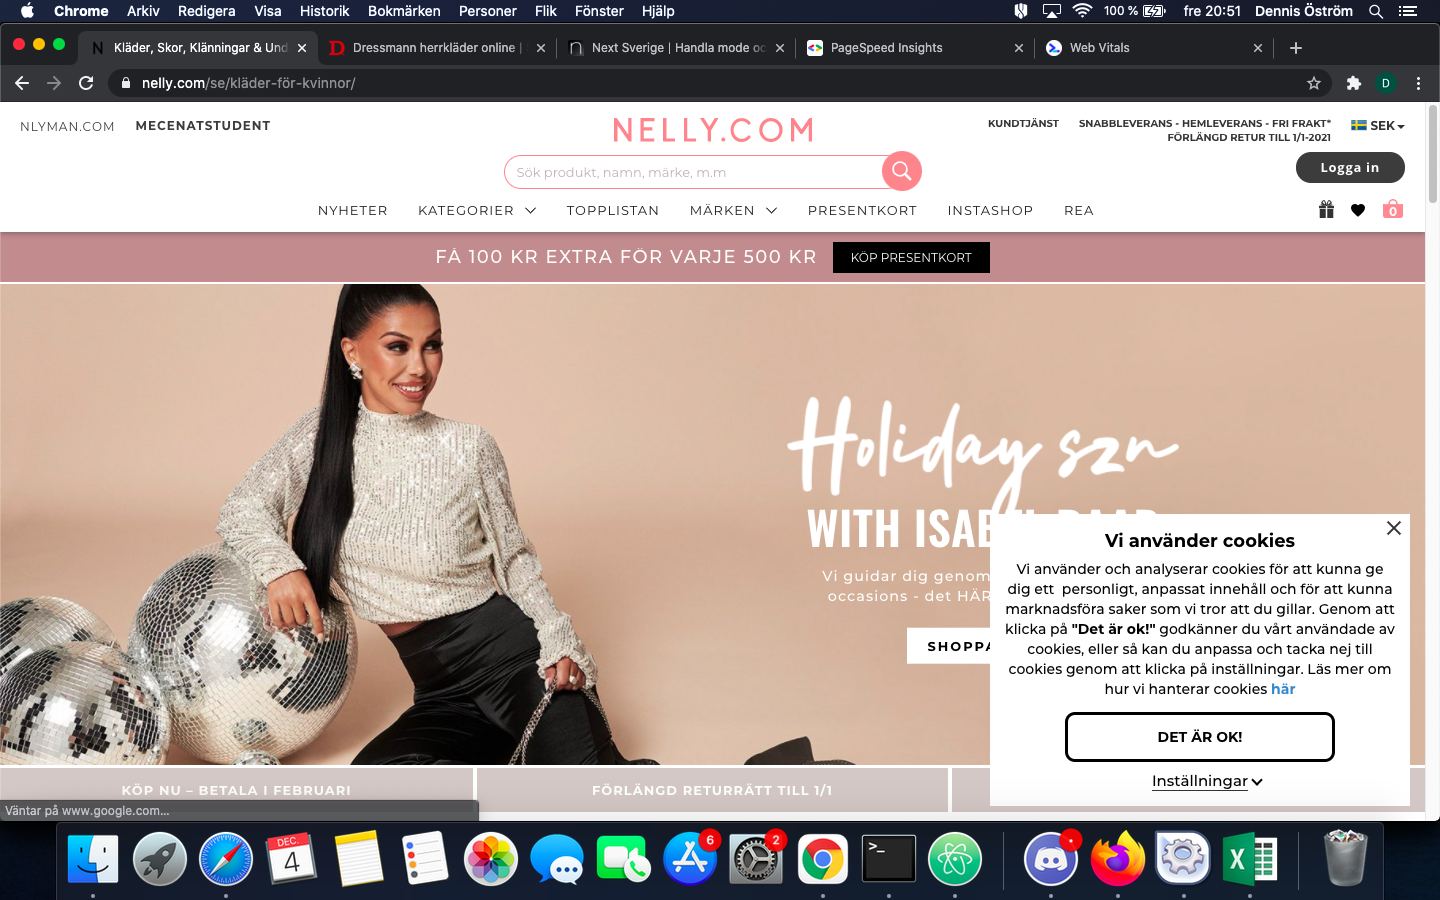 Chrome Arkiv Redigera Visa Historik Bokmärken Personer Flik Fönster Hjälp 100 % fre 20:51 Dennis Öström
Kläder, Skor, Klänningar & Und Dressmann herrkläder online | Next Sverige | Handla mode oc PageSpeed Insights Web Vitals
nelly.com/se/kläder-för-kvinnor/ D
NLYMAN.COM MECENATSTUDENT
NELLY.COM
KUNDTJÄNST SNABBLEVERANS - HEMLEVERANS - FRI FRAKT*
FÖRLÄNGD RETUR TILL 1/1-2021
SEK
Sök produkt, namn, märke, m.m
Logga in
NYHETER KATEGORIER TOPPLISTAN MÄRKEN PRESENTKORT INSTASHOP REA 0
FÅ 100 KR EXTRA FÖR VARJE 500 KR KÖP PRESENTKORT
Holiday szn
WITH
Vi guidar dig genom
occasions - det HÄR
Vi använder cookies
Vi använder och analyserar cookies för att kunna ge
dig ett personligt, anpassat innehåll och för att kunna
marknadsföra saker som vi tror att du gillar. Genom att
klicka på "Det är ok!" godkänner du vårt användade av
cookies, eller så kan du anpassa och tacka nej till
cookies genom att klicka på inställningar. Läs mer om
hur vi hanterar cookies här
DET ÄR OK!
Inställningar
KÖP NU – BETALA I FEBRUARI FÖRLÄNGD RETURRÄTT TILL 1/1
Väntar på www.google.com...
DEC.
4
6
2
>_
X